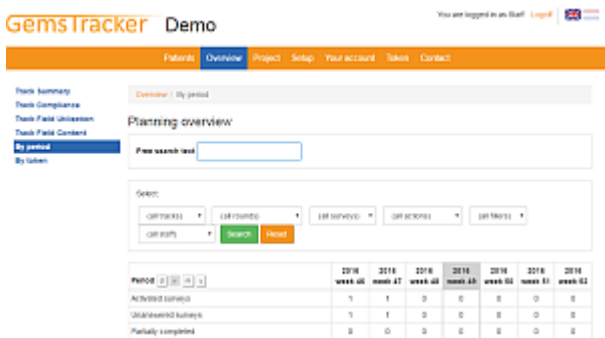 GemsTracker Demo
You are logged in as Staff Logoff
Patients Overview Project Setup Your account Token Contact
Track Summary
Track Compliance
Track Field Utilisation
Track Field Content
By period
By token
Overview / By period
Planning overview
Free search text
Select:
(all tracks) (all rounds) (all surveys) (all actions) (all fillers)
(all staff) Search Reset
Period 2016 week 46 2016 week 47 2016 week 48 2016 week 49 2016 week 50 2016 week 51 2016 week 52
Activated surveys 1 1 0 0 0 0 0
Unanswered surveys 1 1 0 0 0 0 0
Partially completed 0 0 0 0 0 0 0